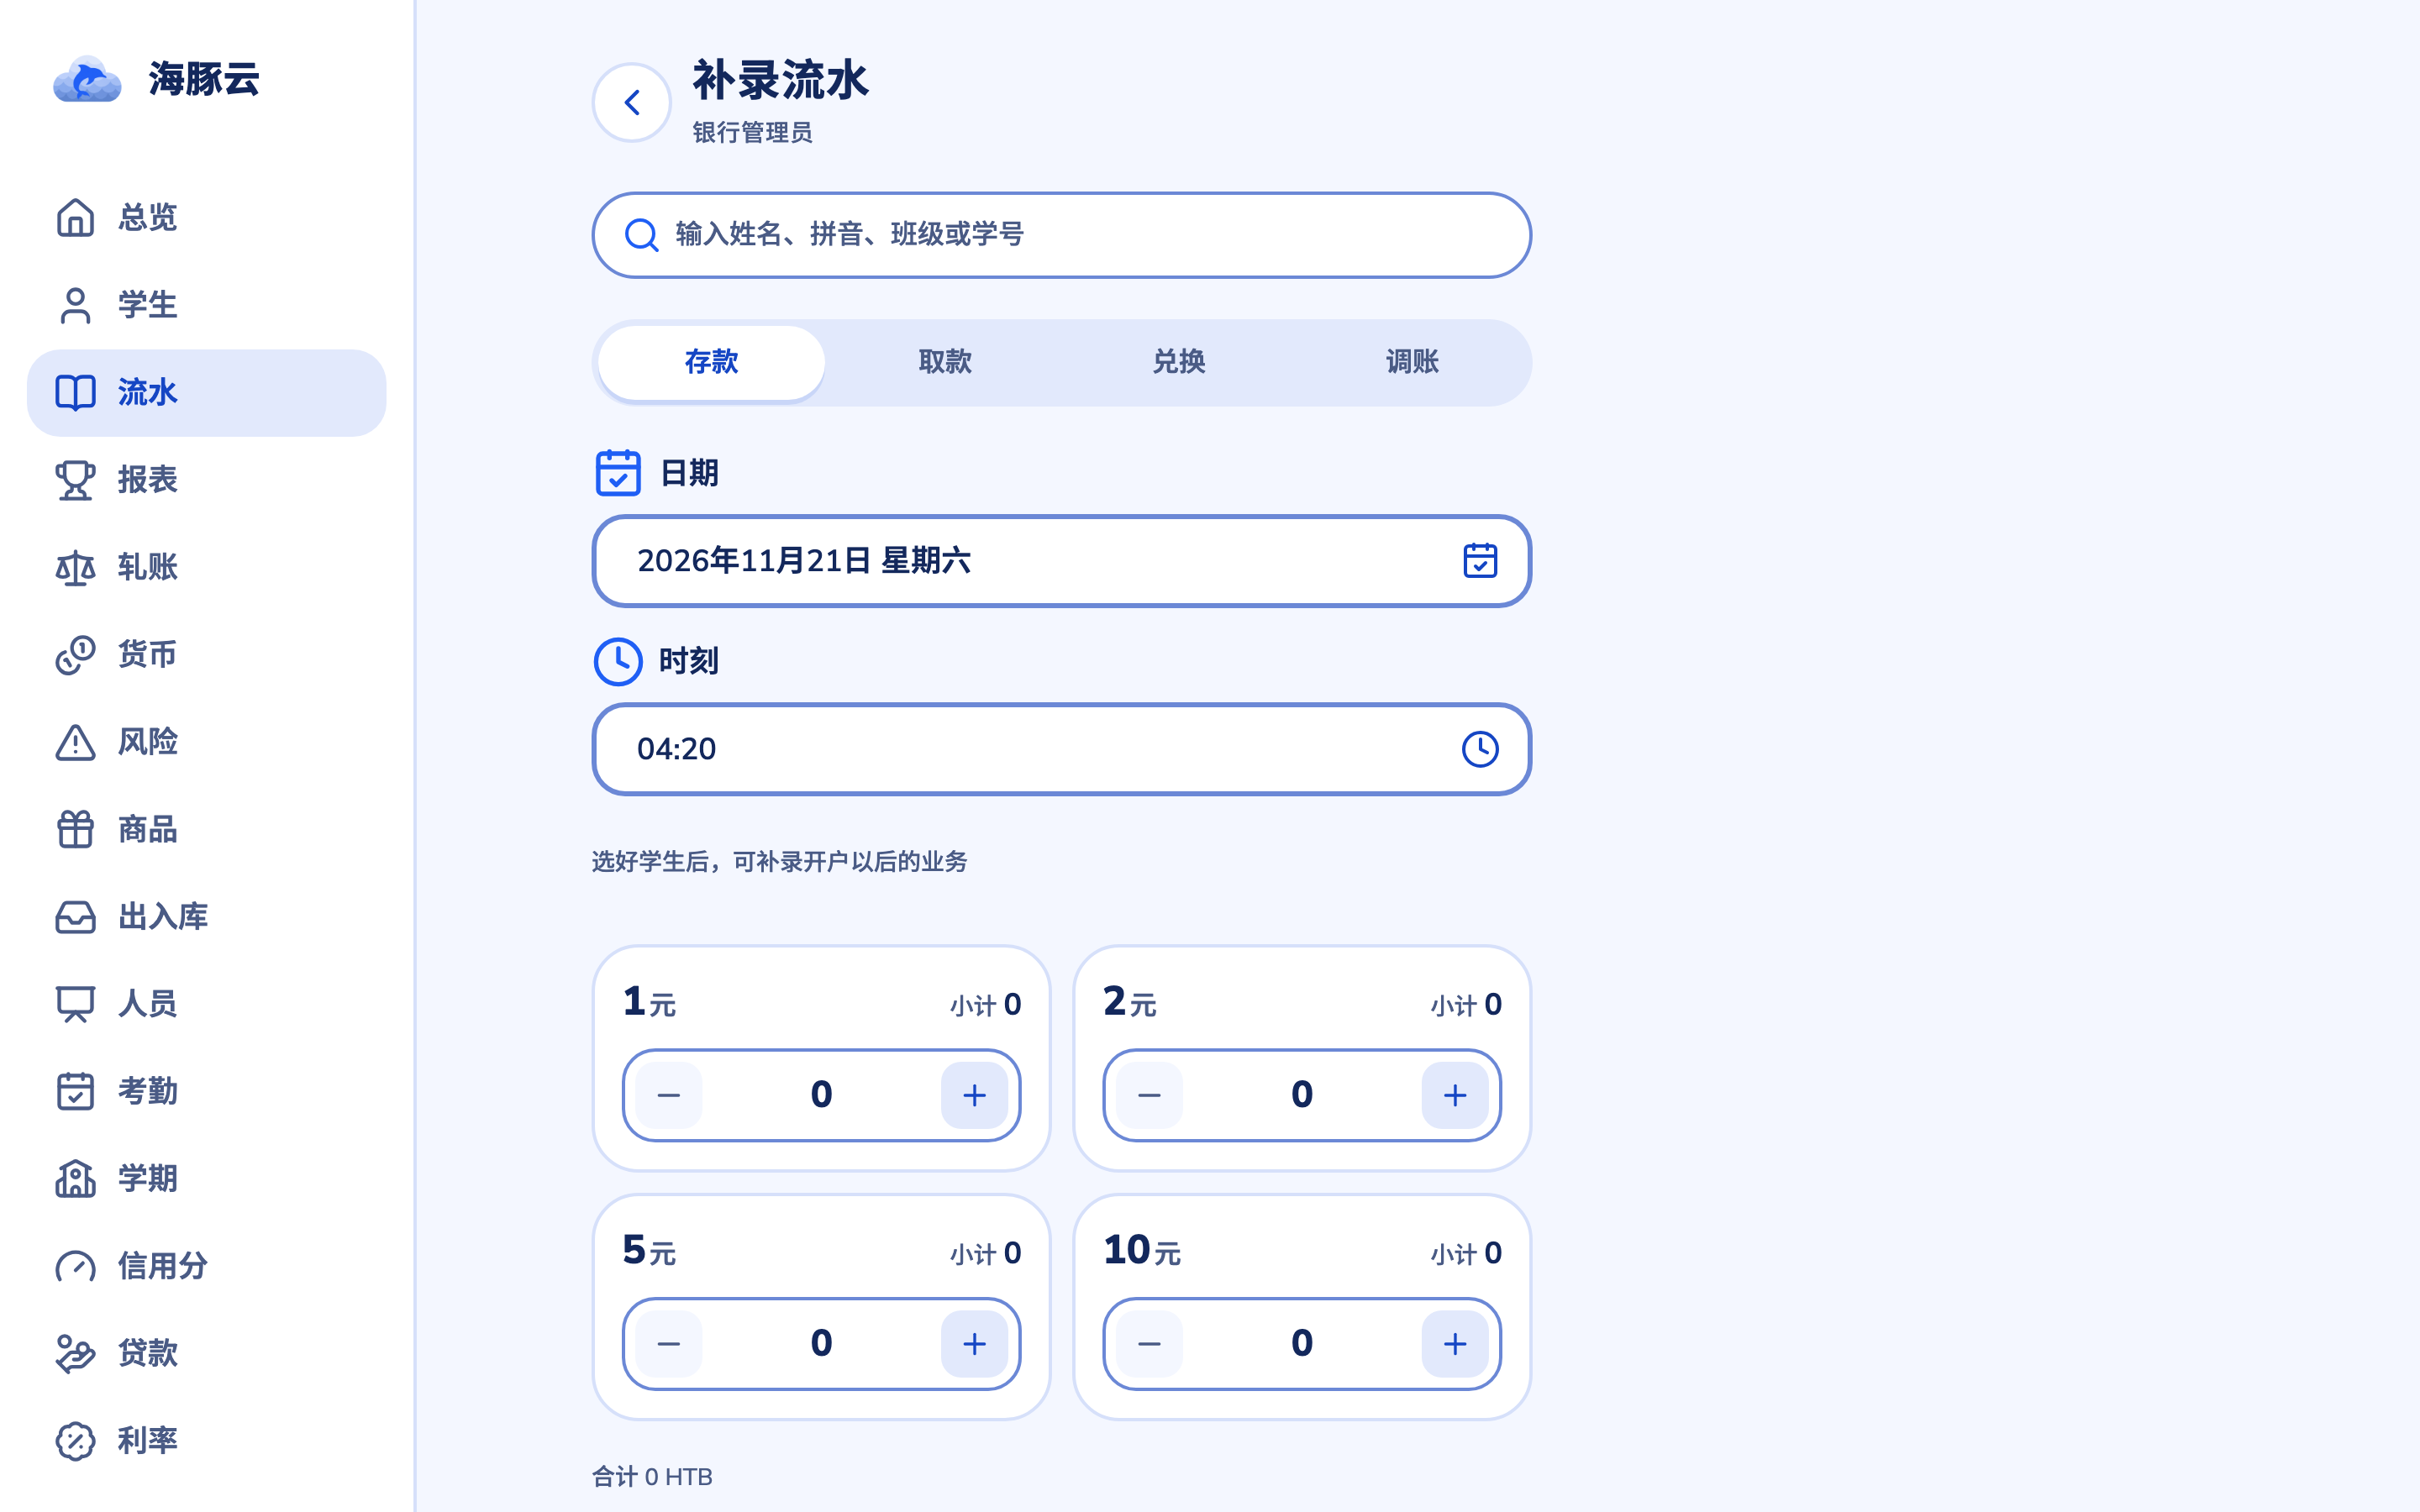 海豚云
总览
学生
流水
报表
轧账
货币
风险
商品
出入库
人员
考勤
学期
信用分
贷款
利率
补录流水
银行管理员
输入姓名、拼音、班级或学号
存款 取款 兑换 调账
日期
2026年11月21日 星期六
时刻
04:20
选好学生后，可补录开户以后的业务
1元 小计 0
0
2元 小计 0
0
5元 小计 0
0
10元 小计 0
0
合计 0 HTB